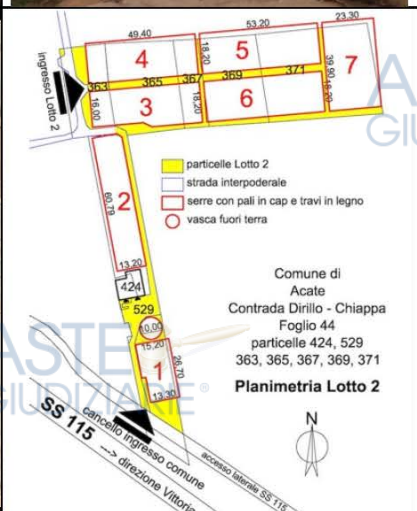 49,40
53,20
23,30
4
18,20
5
39,90
7
363
365
367
369
371
16,00
3
18,20
6
16,20
ingresso Lotto 2
2
60,79
13,20
424
529
10,00
15,20
1
26,70
13,30
particelle Lotto 2
strada interpoderale
serre con pali in cap e travi in legno
vasca fuori terra
Comune di
Acate
Contrada Dirillo - Chiappa
Foglio 44
particelle 424, 529
363, 365, 367, 369, 371
Planimetria Lotto 2
N
SS 115
cancello ingresso comune
---> direzione Vittoria
accesso laterale SS 115
ASTE
GIUDIZIARIE®
A
GIU